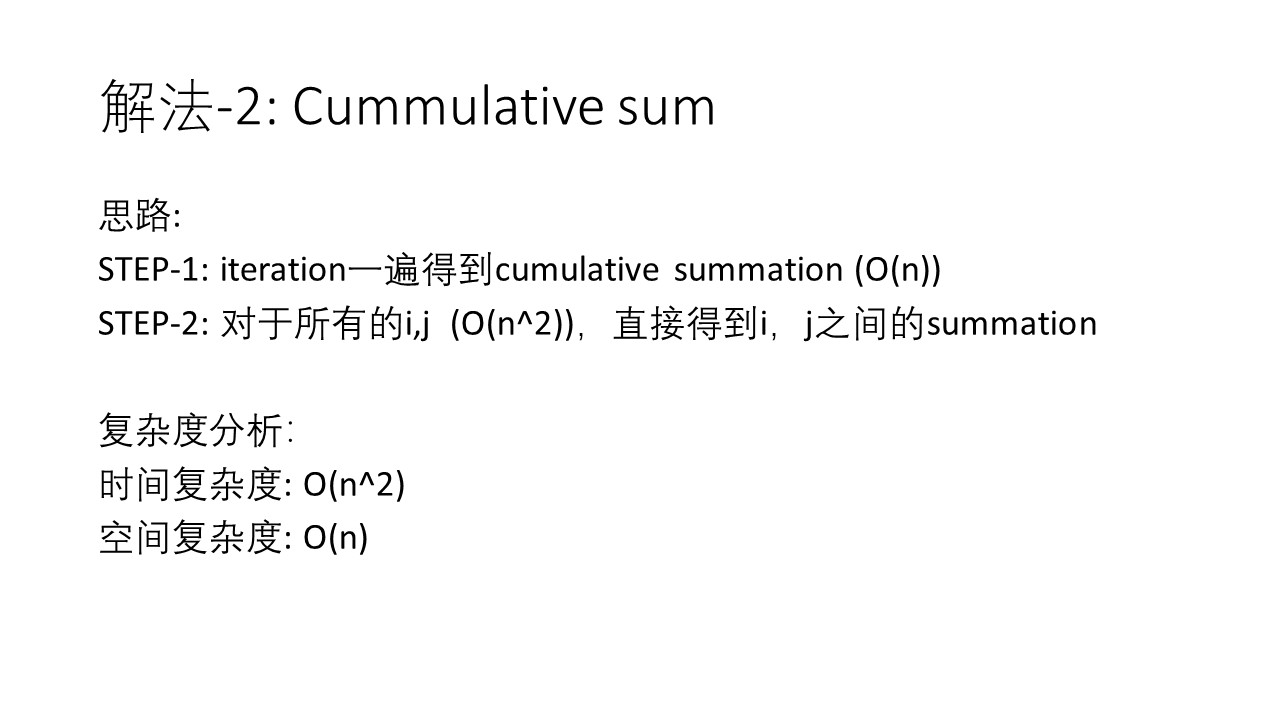 解法-2: Cummulative sum
思路:
STEP-1: iteration一遍得到cumulative summation (O(n))
STEP-2: 对于所有的i,j (O(n^2))，直接得到i，j之间的summation
复杂度分析：
时间复杂度: O(n^2)
空间复杂度: O(n)